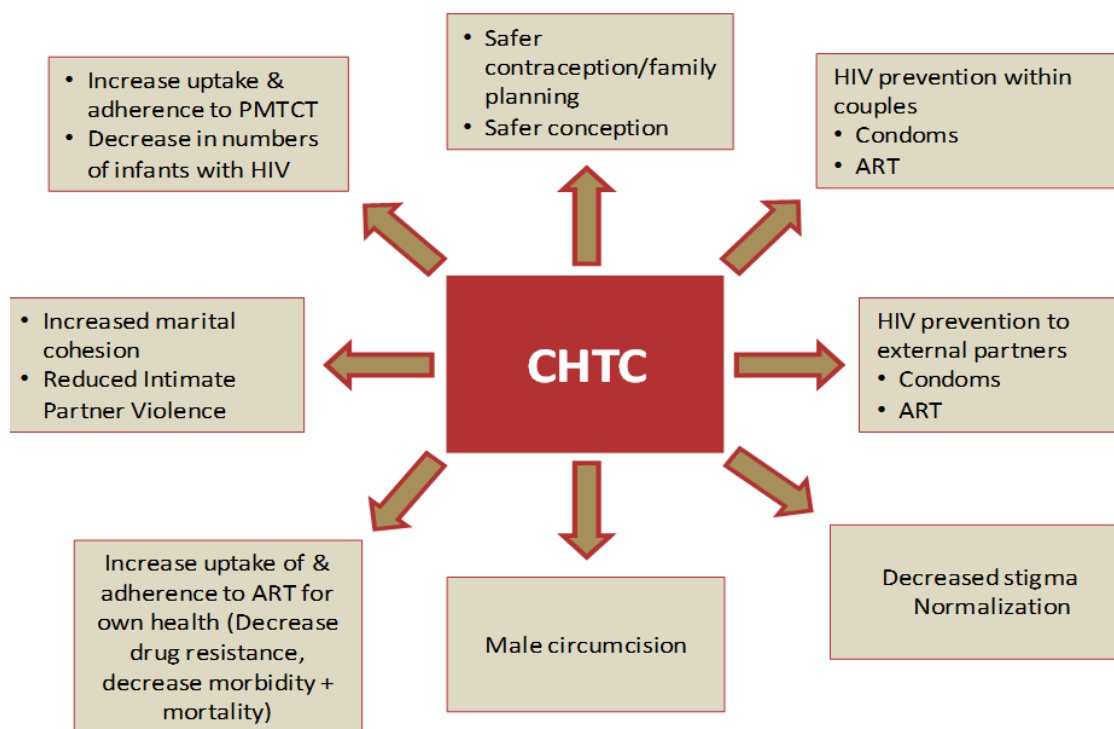 • Increase uptake &
adherence to PMTCT
• Decrease in numbers
of infants with HIV
• Safer
contraception/family
planning
• Safer conception
HIV prevention within
couples
• Condoms
• ART
• Increased marital
cohesion
• Reduced Intimate
Partner Violence
CHTC
HIV prevention to
external partners
• Condoms
• ART
Increase uptake of &
adherence to ART for
own health (Decrease
drug resistance,
decrease morbidity +
mortality)
Male circumcision
Decreased stigma
Normalization